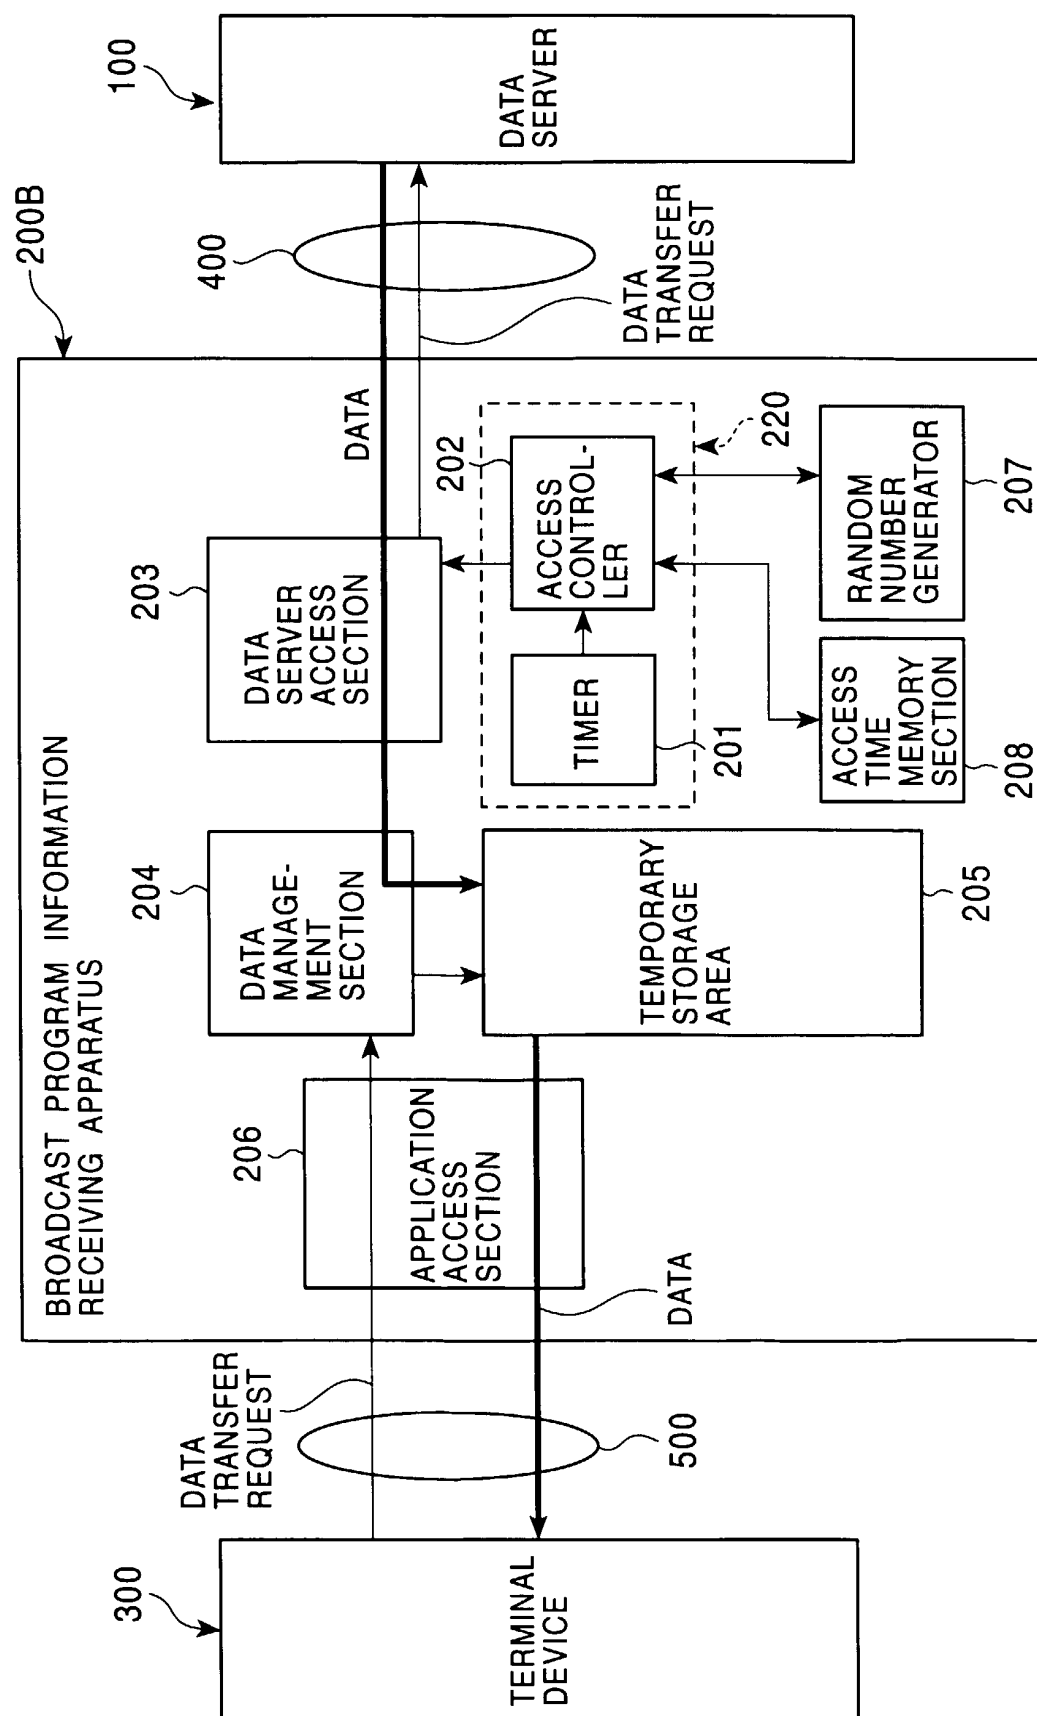 BROADCAST PROGRAM INFORMATION
RECEIVING APPARATUS
200B
300
TERMINAL
DEVICE
DATA
TRANSFER
REQUEST
500
206
APPLICATION
ACCESS
SECTION
DATA
204
DATA
MANAGE-
MENT
SECTION
TEMPORARY
STORAGE
AREA
205
203
DATA
SERVER
ACCESS
SECTION
DATA
202
ACCESS
CONTROL-
LER
TIMER
201
220
ACCESS
TIME
MEMORY
SECTION
208
RANDOM
NUMBER
GENERATOR
207
400
DATA
TRANSFER
REQUEST
100
DATA
SERVER